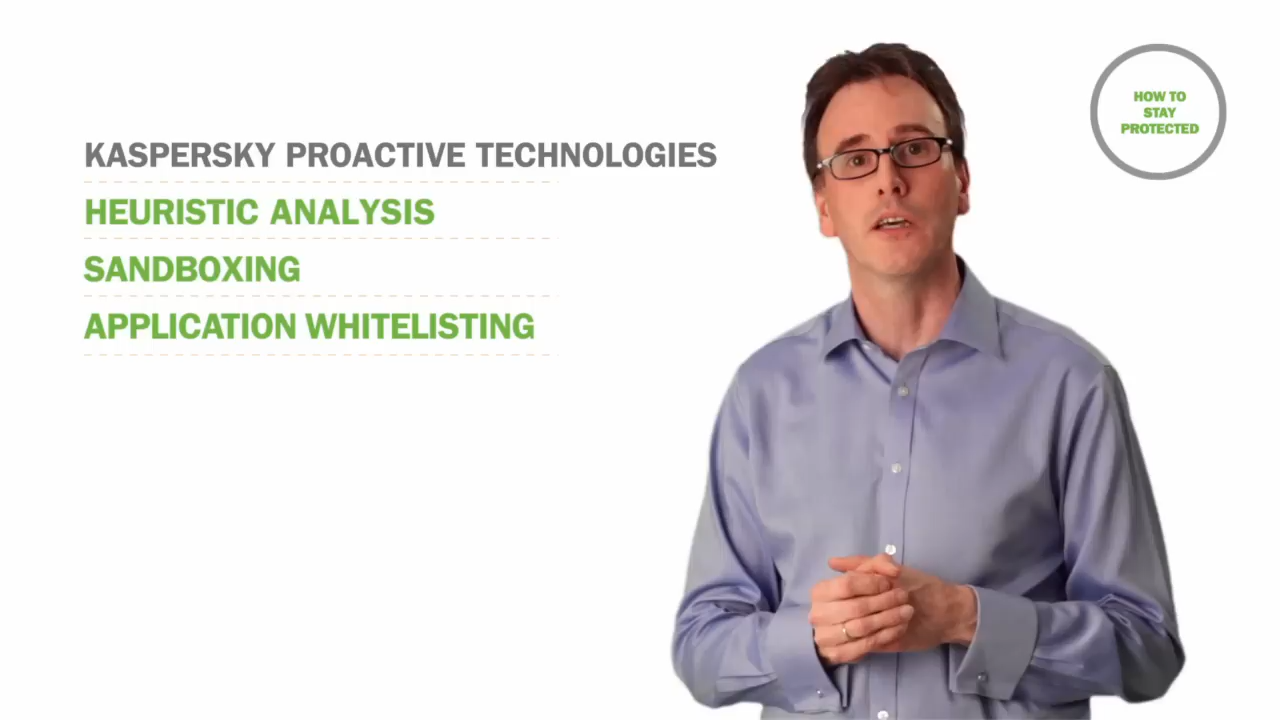 KASPERSKY PROACTIVE TECHNOLOGIES
HEURISTIC ANALYSIS
SANDBOXING
APPLICATION WHITELISTING
HOW TO
STAY
PROTECTED